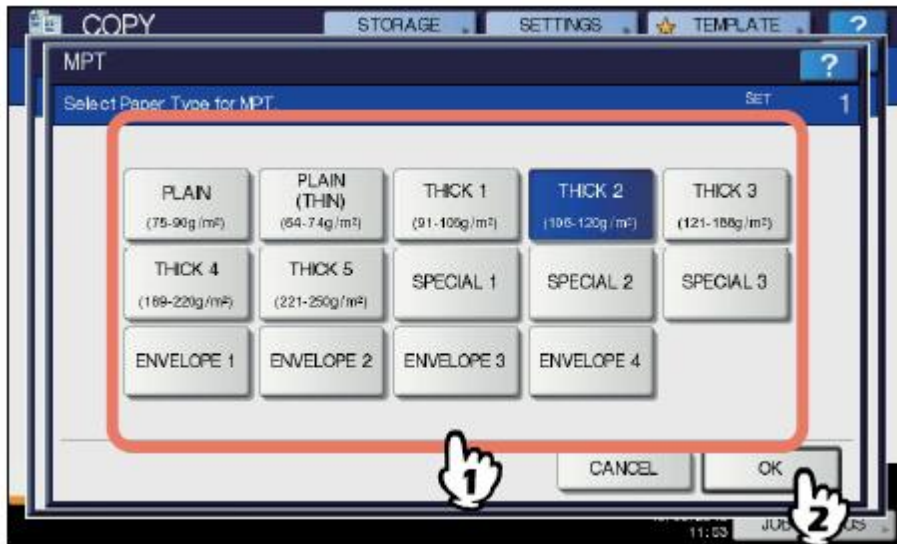 COPY STORAGE SETTINGS TEMPLATE ?
MPT ?
Select Paper Type for MPT. SET 1
PLAIN
(75-90g/m²)
PLAIN
(THIN)
(64-74g/m²)
THICK 1
(91-105g/m²)
THICK 2
(106-120g/m²)
THICK 3
(121-168g/m²)
THICK 4
(169-220g/m²)
THICK 5
(221-250g/m²)
SPECIAL 1
SPECIAL 2
SPECIAL 3
ENVELOPE 1
ENVELOPE 2
ENVELOPE 3
ENVELOPE 4
1
CANCEL
OK
2
11:53